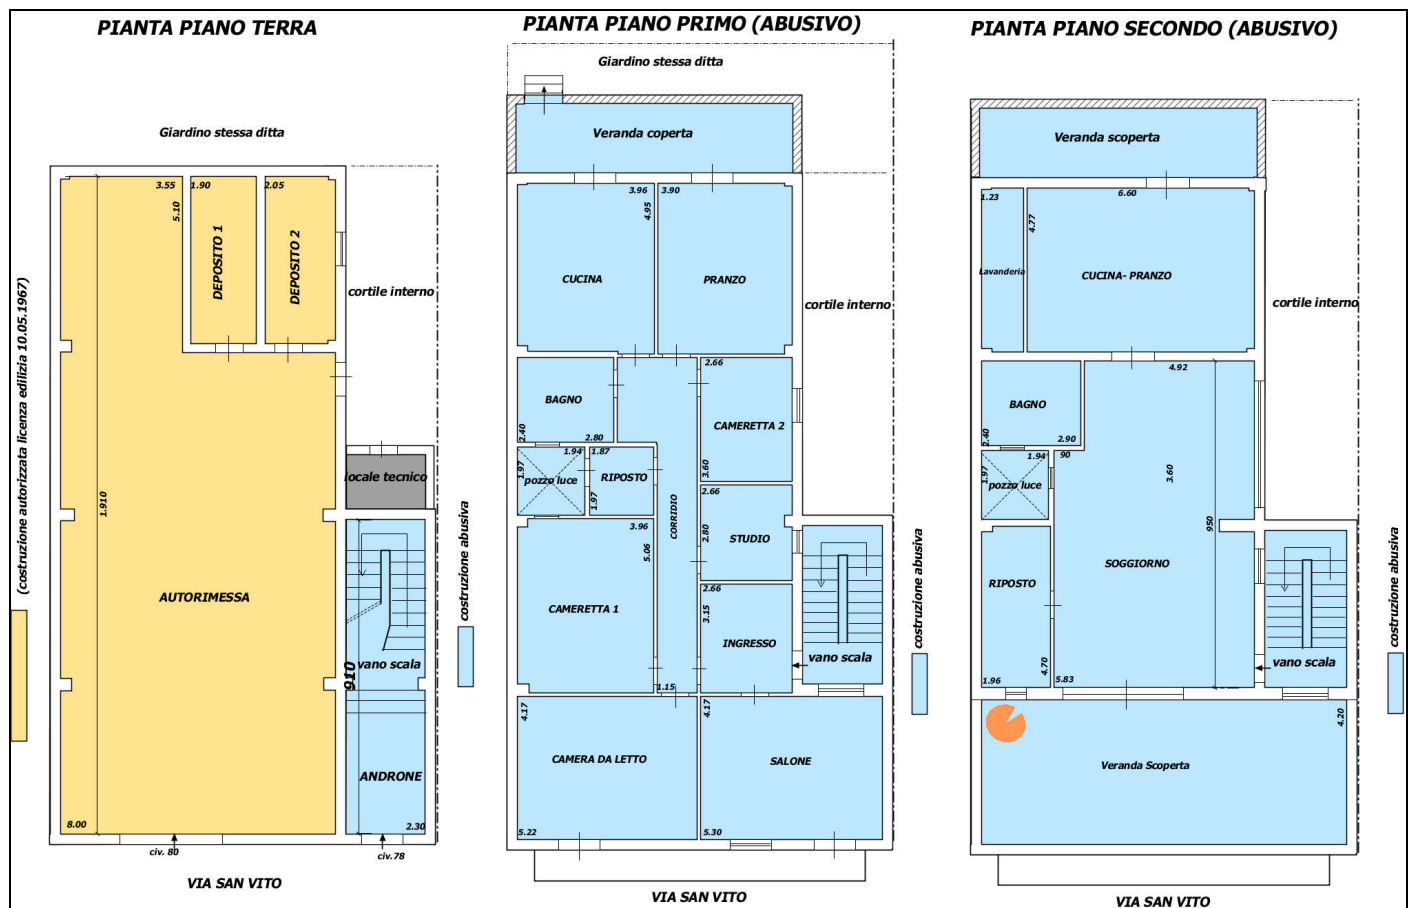 PIANTA PIANO TERRA
Giardino stessa ditta
3.55
1.90
2.05
5.10
DEPOSITO 1
DEPOSITO 2
cortile interno
(costruzione autorizzata licenza edilizia 10.05.1967)
locale tecnico
1.910
costruzione abusiva
AUTORIMESSA
vano scala
910
ANDRONE
8.00
2.30
civ. 80
civ.78
VIA SAN VITO
PIANTA PIANO PRIMO (ABUSIVO)
Giardino stessa ditta
Veranda coperta
3.96
3.90
4.95
CUCINA
PRANZO
cortile interno
2.66
BAGNO
CAMERETTA 2
2.40
2.80
1.94
1.87
1.97
pozzo luce
RIPOSTO
1.97
3.60
2.66
CORRIDIO
3.96
5.06
2.80
STUDIO
2.66
CAMERETTA 1
3.15
INGRESSO
vano scala
costruzione abusiva
1.15
4.17
4.17
CAMERA DA LETTO
SALONE
5.22
5.30
VIA SAN VITO
PIANTA PIANO SECONDO (ABUSIVO)
Veranda scoperta
1.23
6.60
4.77
Lavanderia
CUCINA- PRANZO
cortile interno
4.92
BAGNO
2.40
2.90
1.94
90
1.97
pozzo luce
3.60
950
SOGGIORNO
RIPOSTO
costruzione abusiva
4.70
1.96
5.83
vano scala
4.20
Veranda Scoperta
VIA SAN VITO